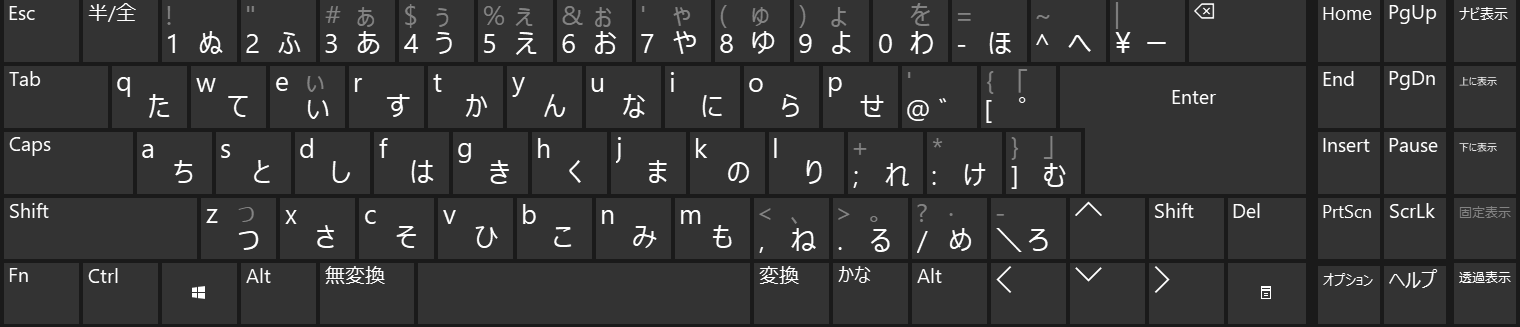 Esc 半/全 ! 1 ぬ " 2 ふ # ぁ 3 あ $ ぅ 4 う % ぇ 5 え & ぉ 6 お ' ゃ 7 や ( ゅ 8 ゆ ) ょ 9 よ を 0 わ = - ほ ~ ^ へ | ¥ ー Home PgUp ナビ表示
Tab q た w て e ぃ い r す t か y ん u な i に o ら p せ ' @ ゛ { 「 [ ゜ Enter End PgDn 上に表示
Caps a ち s と d し f は g き h く j ま k の l り + ; れ * : け } 」 ] む Insert Pause 下に表示
Shift z っ つ x さ c そ v ひ b こ n み m も < 、 , ね > 。 . る ? ・ / め - \ ろ Shift Del PrtScn ScrLk 固定表示
Fn Ctrl Alt 無変換 変換 かな Alt オプション ヘルプ 透過表示